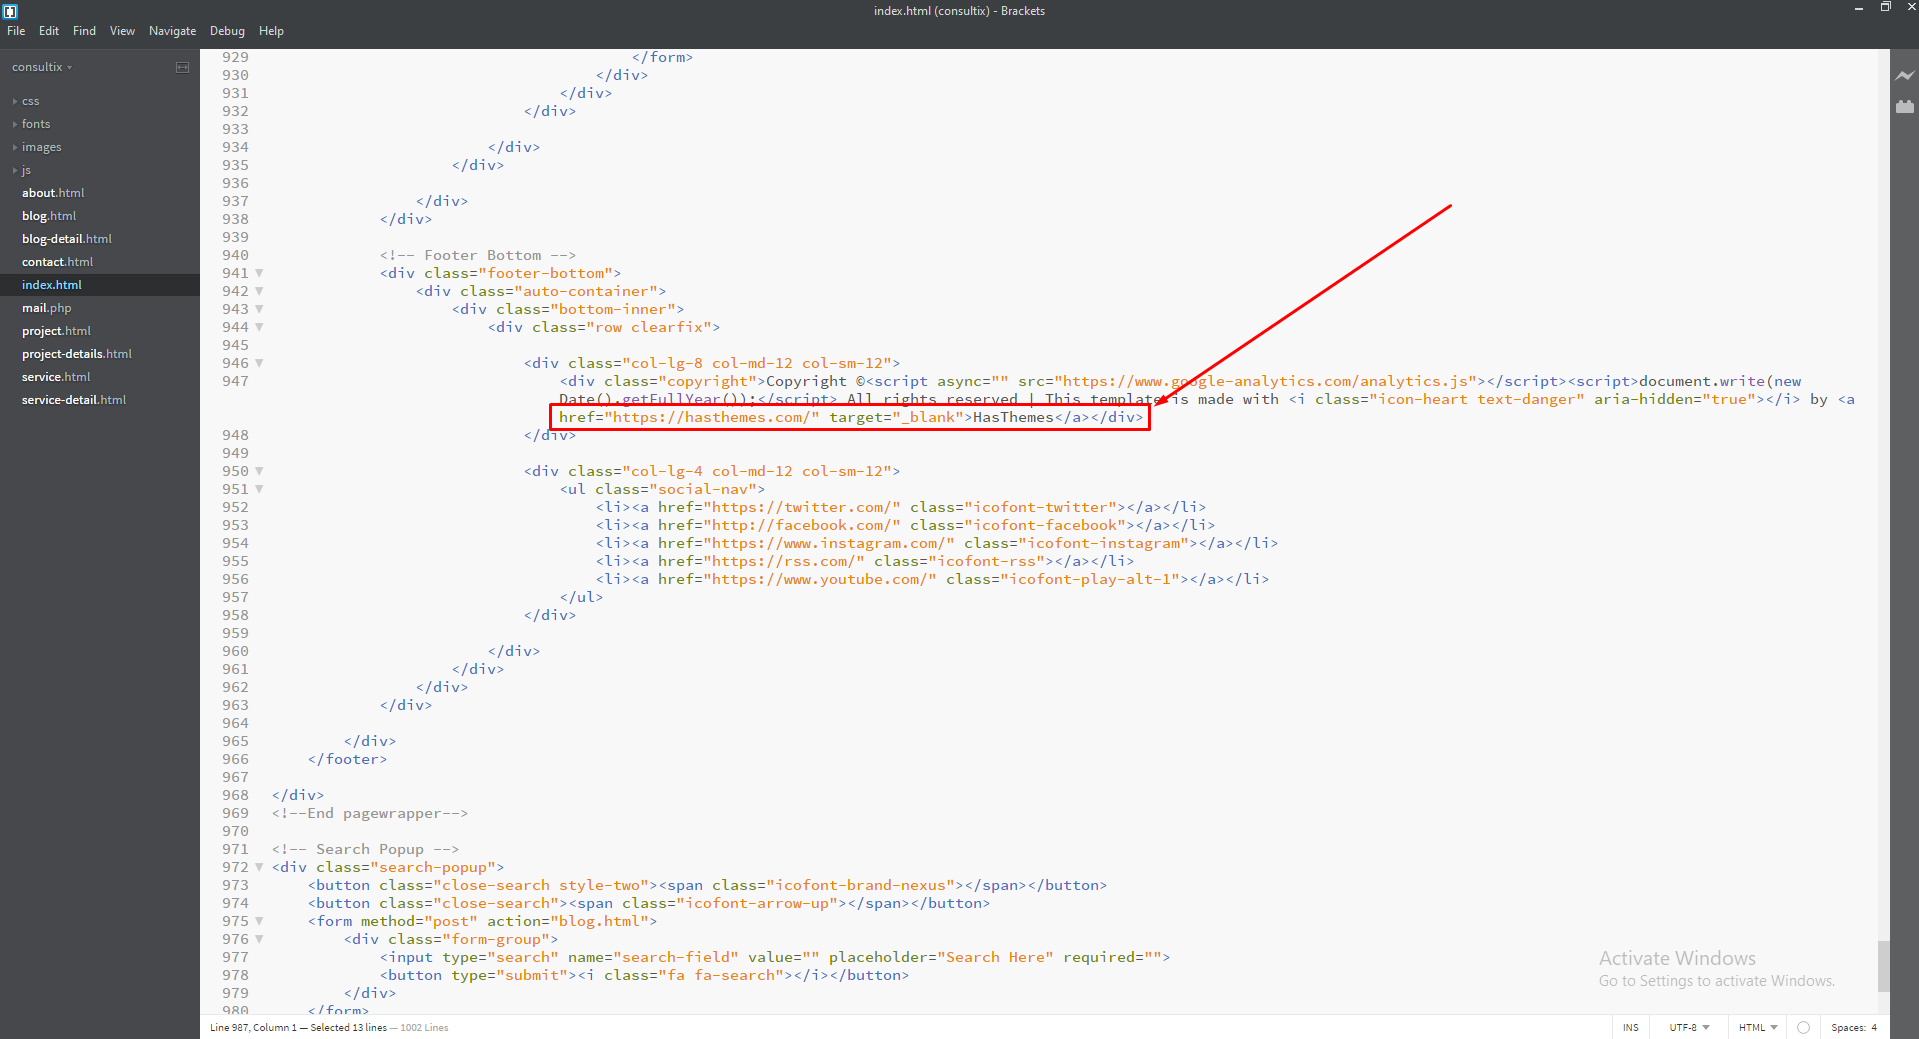 index.html (consultix) - Brackets
File Edit Find View Navigate Debug Help
consultix
css
fonts
images
js
about.html
blog.html
blog-detail.html
contact.html
index.html
mail.php
project.html
project-details.html
service.html
service-detail.html
929 </form>
930 </div>
931 </div>
932 </div>
933
934 </div>
935 </div>
936
937 </div>
938 </div>
939
940 <!-- Footer Bottom -->
941 <div class="footer-bottom">
942 <div class="auto-container">
943 <div class="bottom-inner">
944 <div class="row clearfix">
945
946 <div class="col-lg-8 col-md-12 col-sm-12">
947 <div class="copyright">Copyright ©<script async="" src="https://www.google-analytics.com/analytics.js"></script><script>document.write(new
Date().getFullYear());</script> All rights reserved | This template is made with <i class="icon-heart text-danger" aria-hidden="true"></i> by <a
href="https://hasthemes.com/" target="_blank">HasThemes</a></div>
948 </div>
949
950 <div class="col-lg-4 col-md-12 col-sm-12">
951 <ul class="social-nav">
952 <li><a href="https://twitter.com/" class="icofont-twitter"></a></li>
953 <li><a href="http://facebook.com/" class="icofont-facebook"></a></li>
954 <li><a href="https://www.instagram.com/" class="icofont-instagram"></a></li>
955 <li><a href="https://rss.com/" class="icofont-rss"></a></li>
956 <li><a href="https://www.youtube.com/" class="icofont-play-alt-1"></a></li>
957 </ul>
958 </div>
959
960 </div>
961 </div>
962 </div>
963 </div>
964
965 </div>
966 </footer>
967
968 </div>
969 <!--End pagewrapper-->
970
971 <!-- Search Popup -->
972 <div class="search-popup">
973 <button class="close-search style-two"><span class="icofont-brand-nexus"></span></button>
974 <button class="close-search"><span class="icofont-arrow-up"></span></button>
975 <form method="post" action="blog.html">
976 <div class="form-group">
977 <input type="search" name="search-field" value="" placeholder="Search Here" required="">
978 <button type="submit"><i class="fa fa-search"></i></button>
979 </div>
980 </form>
Activate Windows
Go to Settings to activate Windows.
Line 987, Column 1 — Selected 13 lines — 1002 Lines
INS UTF-8 HTML Spaces: 4